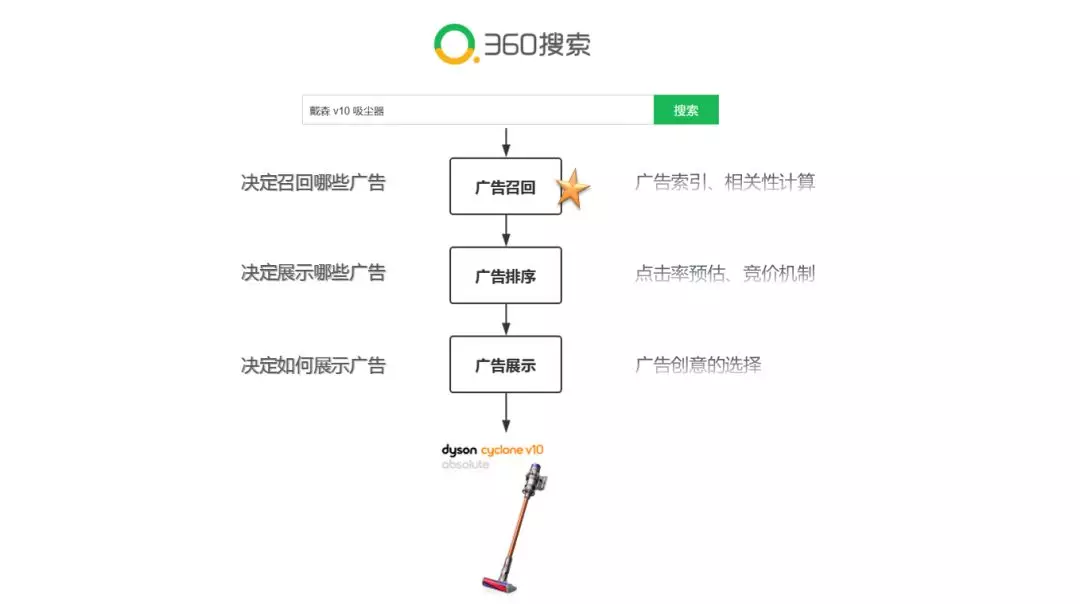 360搜索
戴森 v10 吸尘器
搜索
决定召回哪些广告
广告召回
广告索引、相关性计算
决定展示哪些广告
广告排序
点击率预估、竞价机制
决定如何展示广告
广告展示
广告创意的选择
dyson cyclone v10
absolute